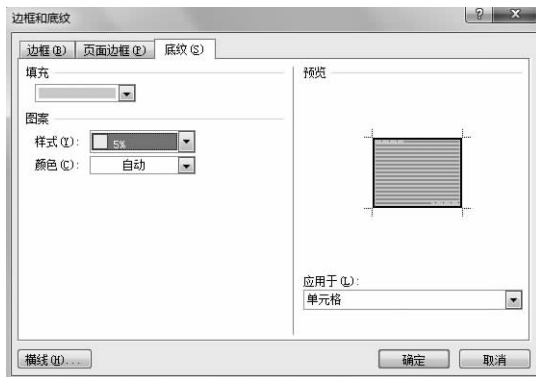 边框和底纹
边框(B) 页面边框(P) 底纹(S)
填充
图案
样式(Y): 5%
颜色(C): 自动
预览
应用于(L):
单元格
横线(H)... 确定 取消